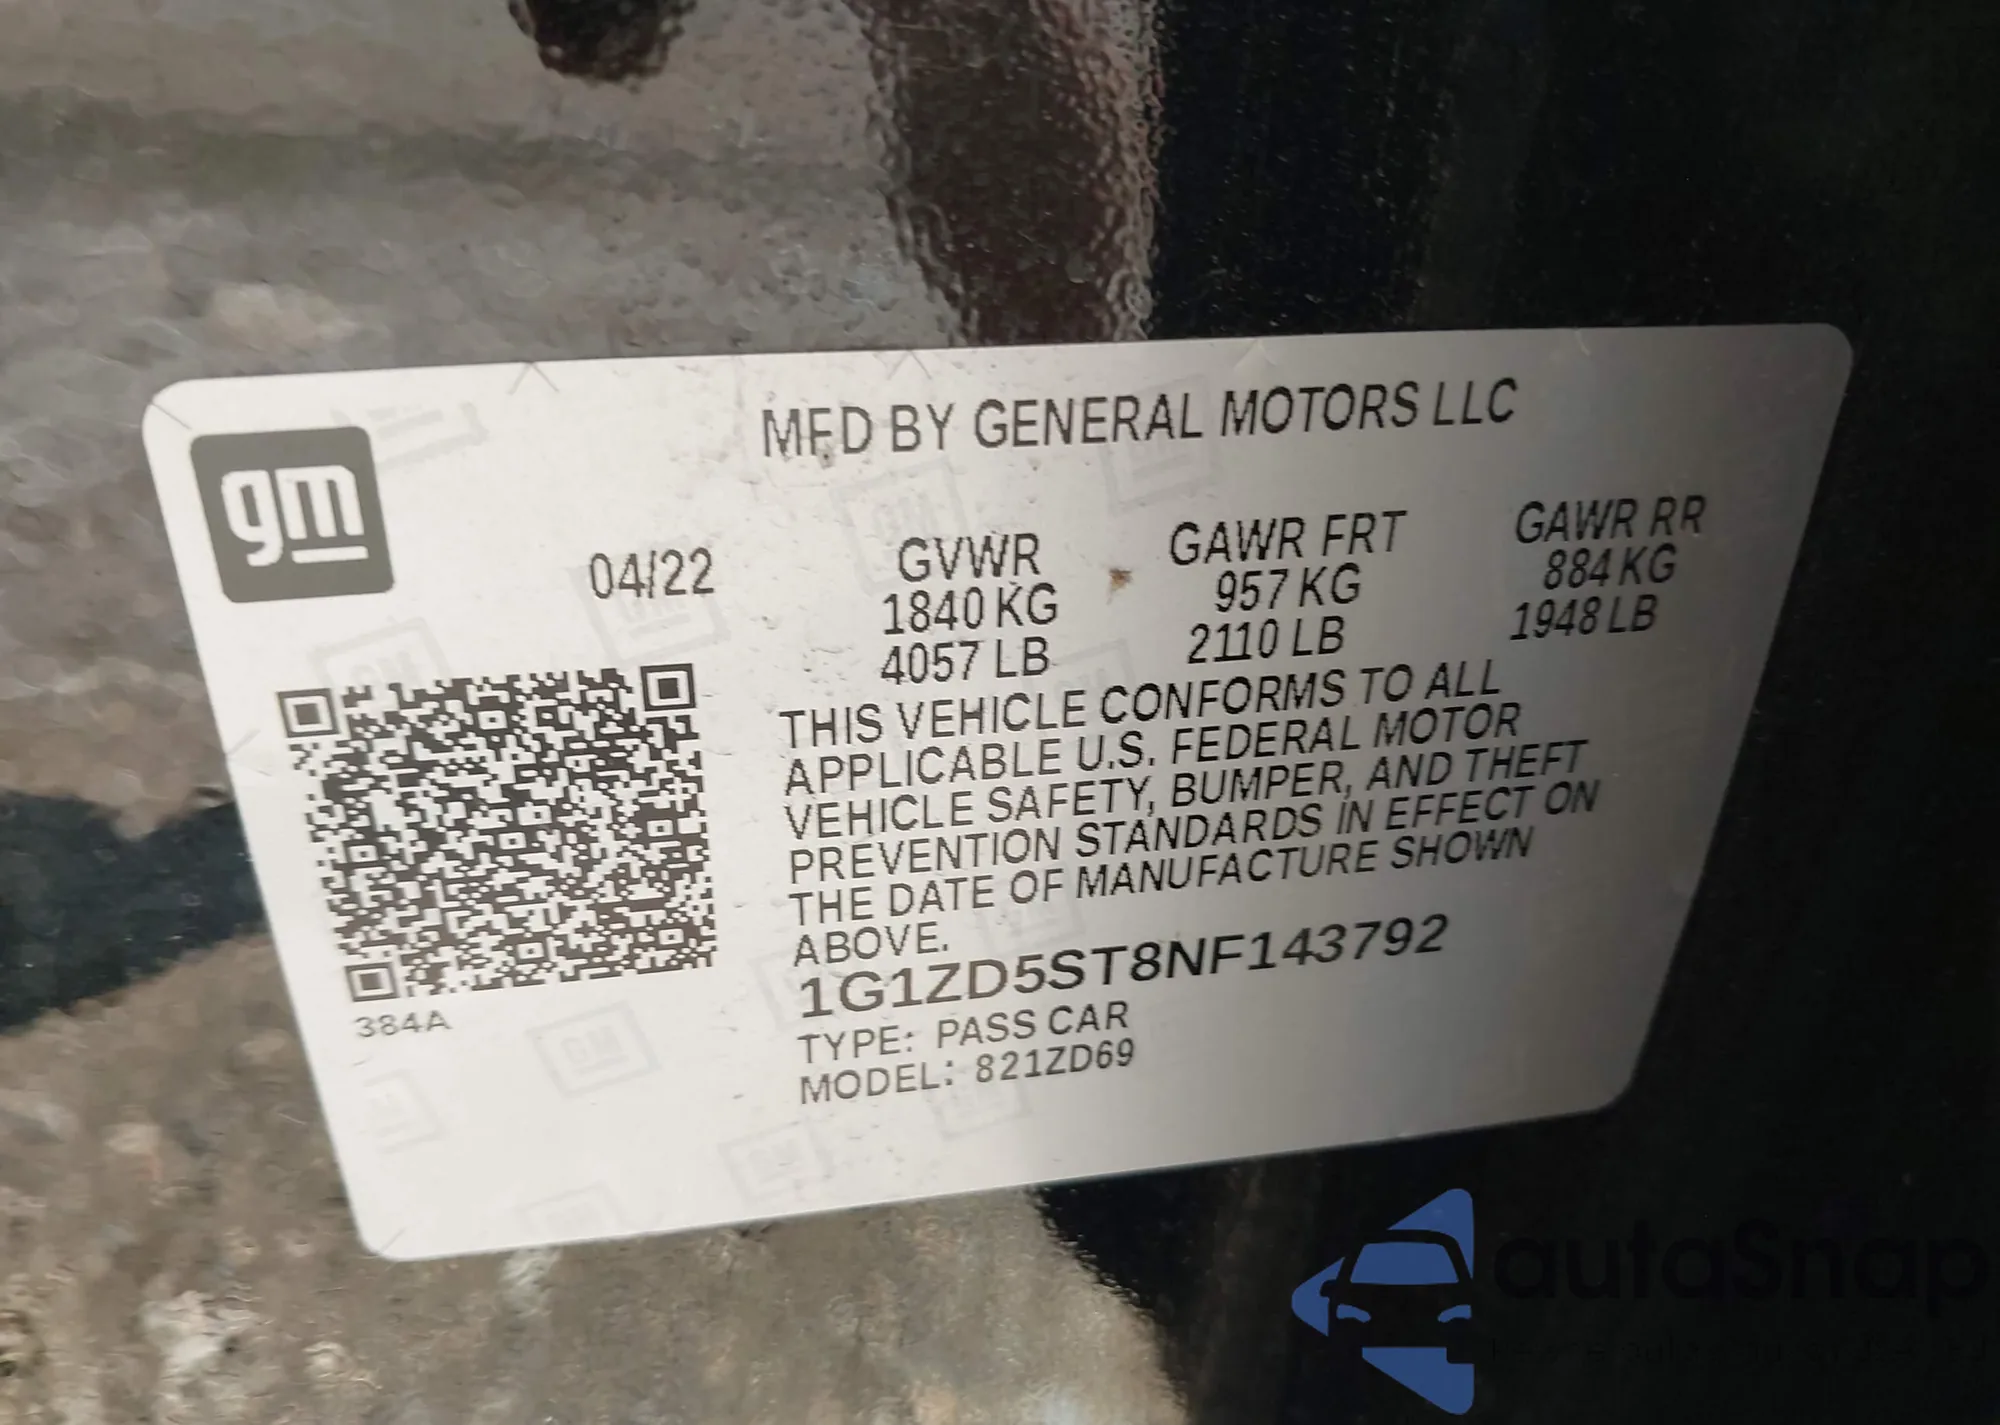 gm
MFD BY GENERAL MOTORS LLC
04/22
GVWR
1840 KG
4057 LB
GAWR FRT
957 KG
2110 LB
GAWR RR
884 KG
1948 LB
THIS VEHICLE CONFORMS TO ALL
APPLICABLE U.S. FEDERAL MOTOR
VEHICLE SAFETY, BUMPER, AND THEFT
PREVENTION STANDARDS IN EFFECT ON
THE DATE OF MANUFACTURE SHOWN
ABOVE.
1G1ZD5ST8NF143792
TYPE: PASS CAR
MODEL: 821ZD69
384A
autaSnap